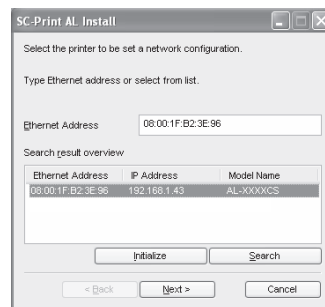 SC-Print AL Install
Select the printer to be set a network configuration.
Type Ethernet address or select from list.
Ethernet Address 08:00:1F:B2:3E:96
Search result overview
Ethernet Address IP Address Model Name
08:00:1F:B2:3E:96 192.168.1.43 AL-XXXXCS
Initialize Search
< Back Next > Cancel